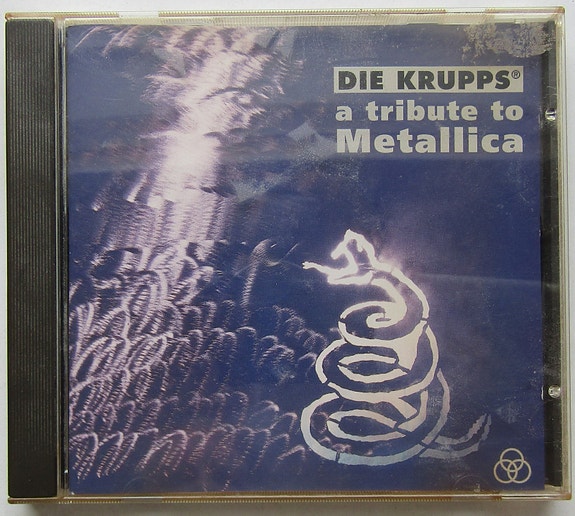 DIE KRUPPS®
a tribute to
Metallica